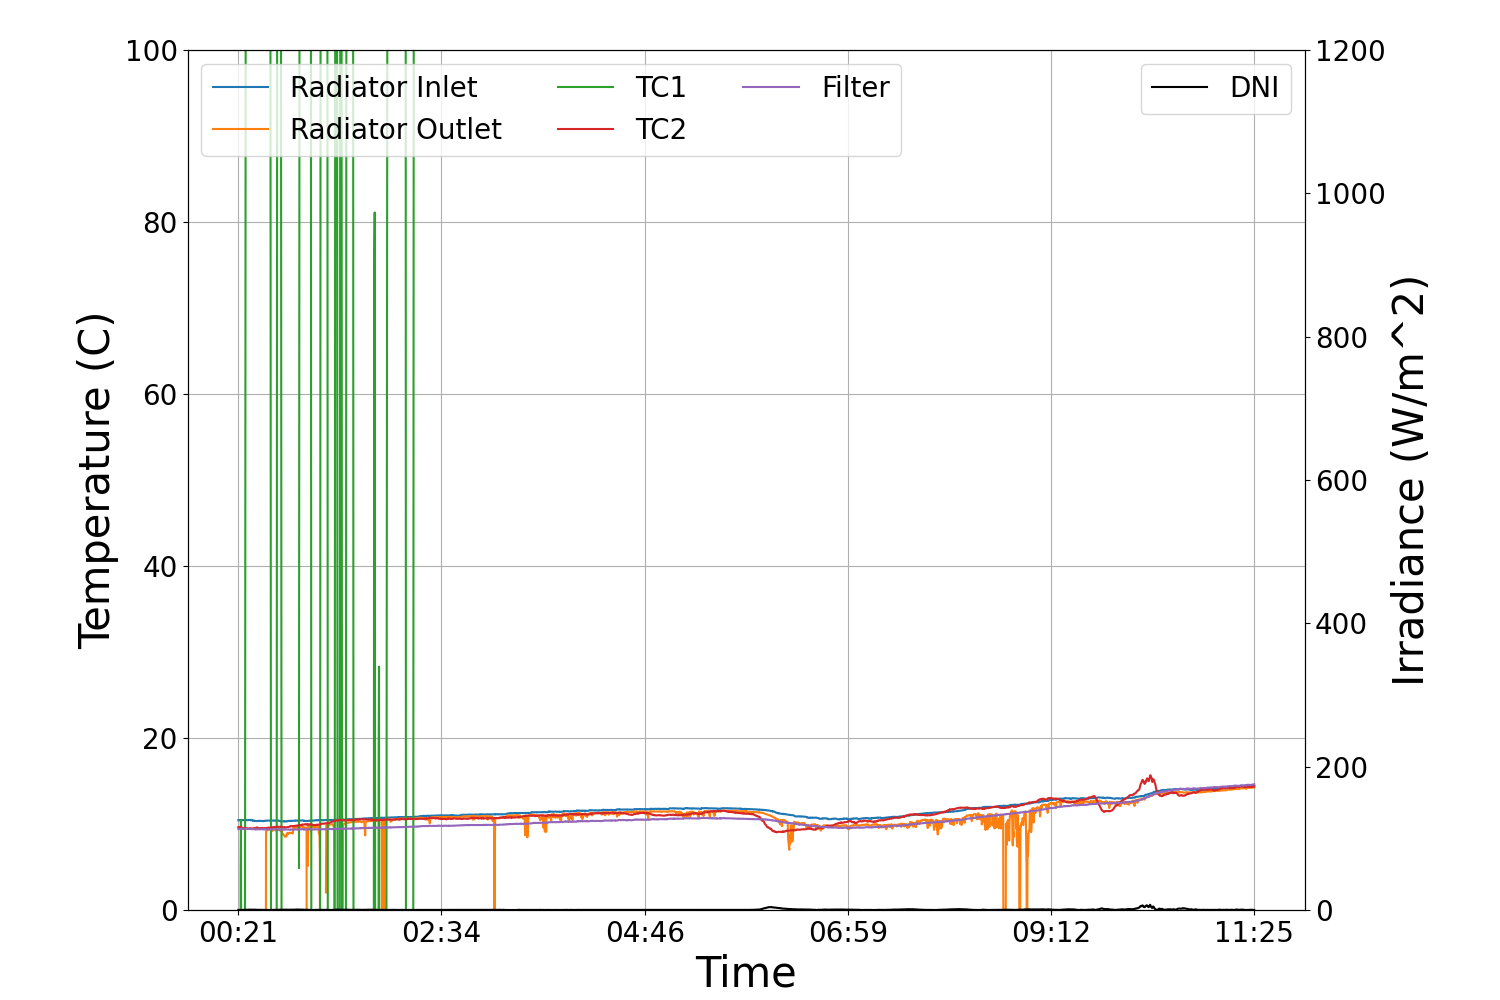 Radiator Inlet
Radiator Outlet
TC1
TC2
Filter
DNI
Temperature (C)
100
80
60
40
20
0
Irradiance (W/m^2)
1200
1000
800
600
400
200
0
00:21
02:34
04:46
06:59
09:12
11:25
Time